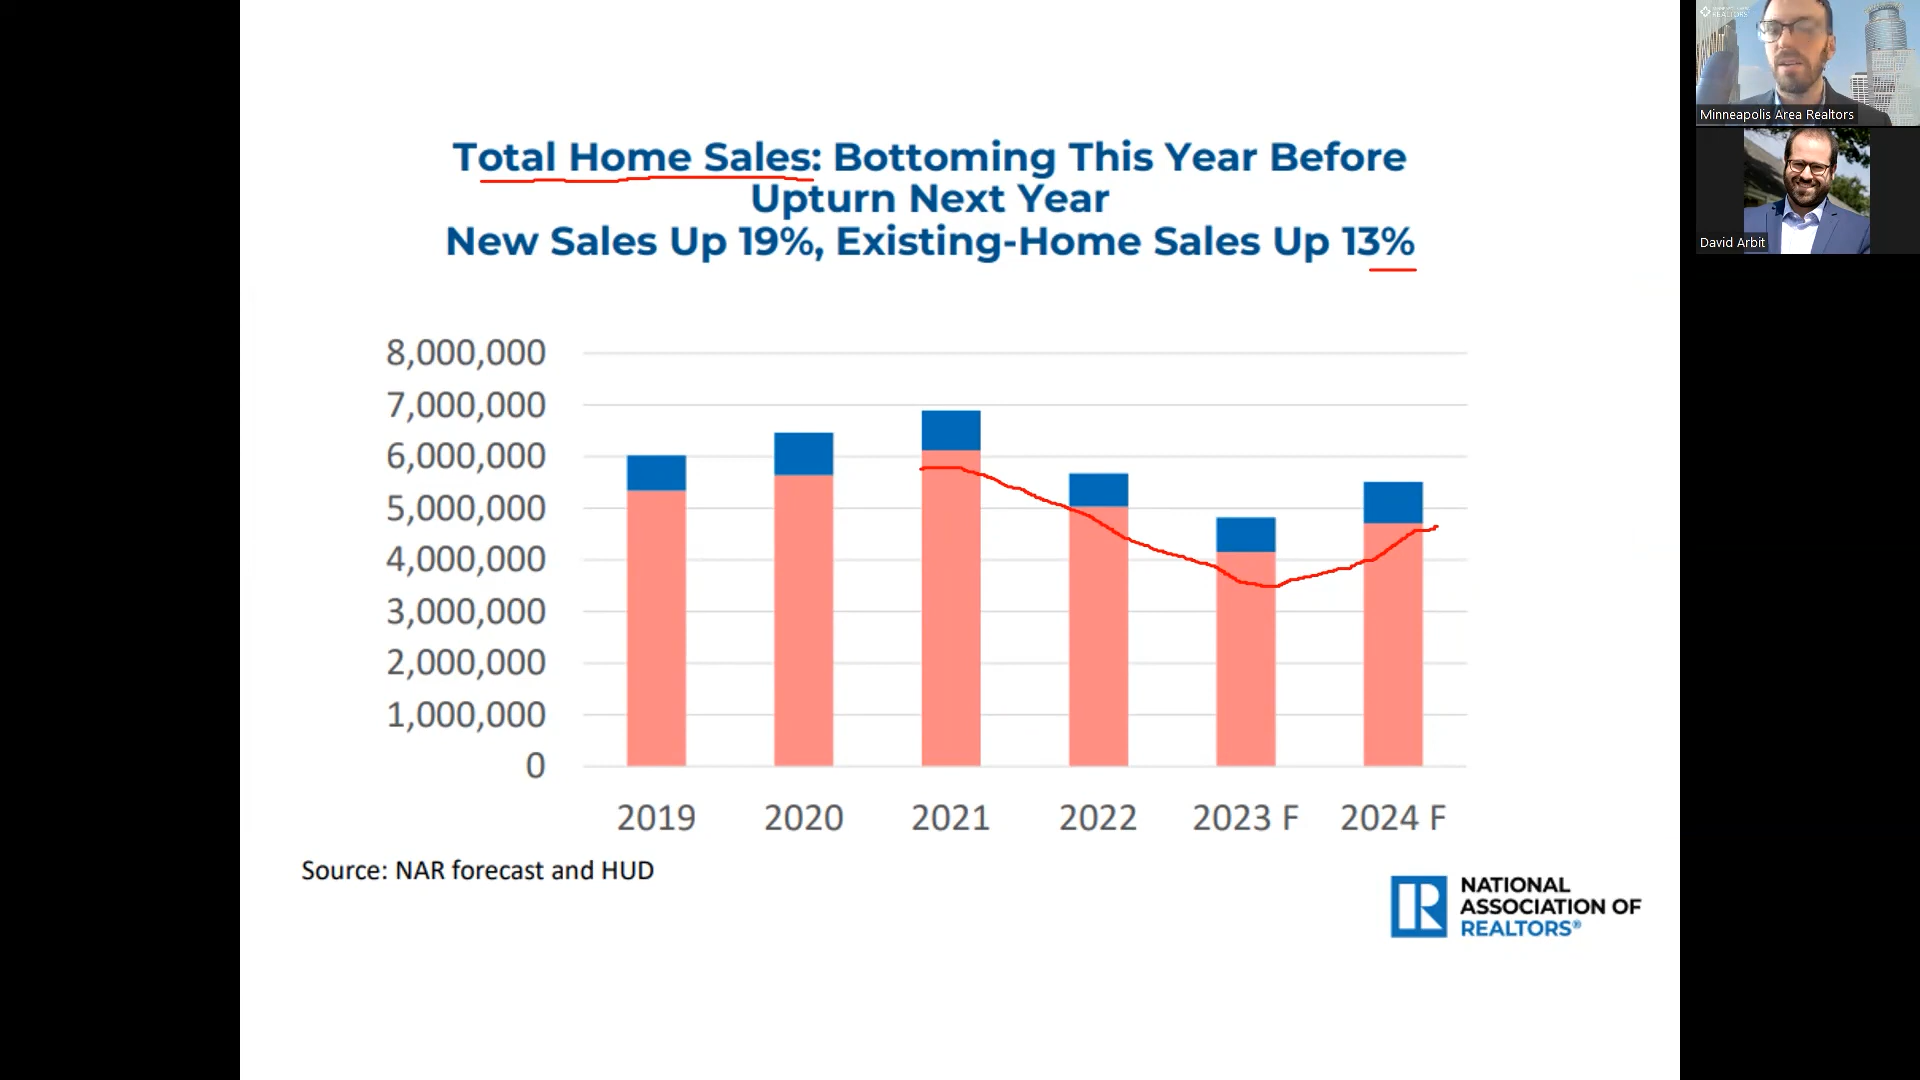 Total Home Sales: Bottoming This Year Before
Upturn Next Year
New Sales Up 19%, Existing-Home Sales Up 13%
8,000,000
7,000,000
6,000,000
5,000,000
4,000,000
3,000,000
2,000,000
1,000,000
0
2019 2020 2021 2022 2023 F 2024 F
Source: NAR forecast and HUD
NATIONAL
ASSOCIATION OF
REALTORS®
REALTORS
Minneapolis Area Realtors
David Arbit